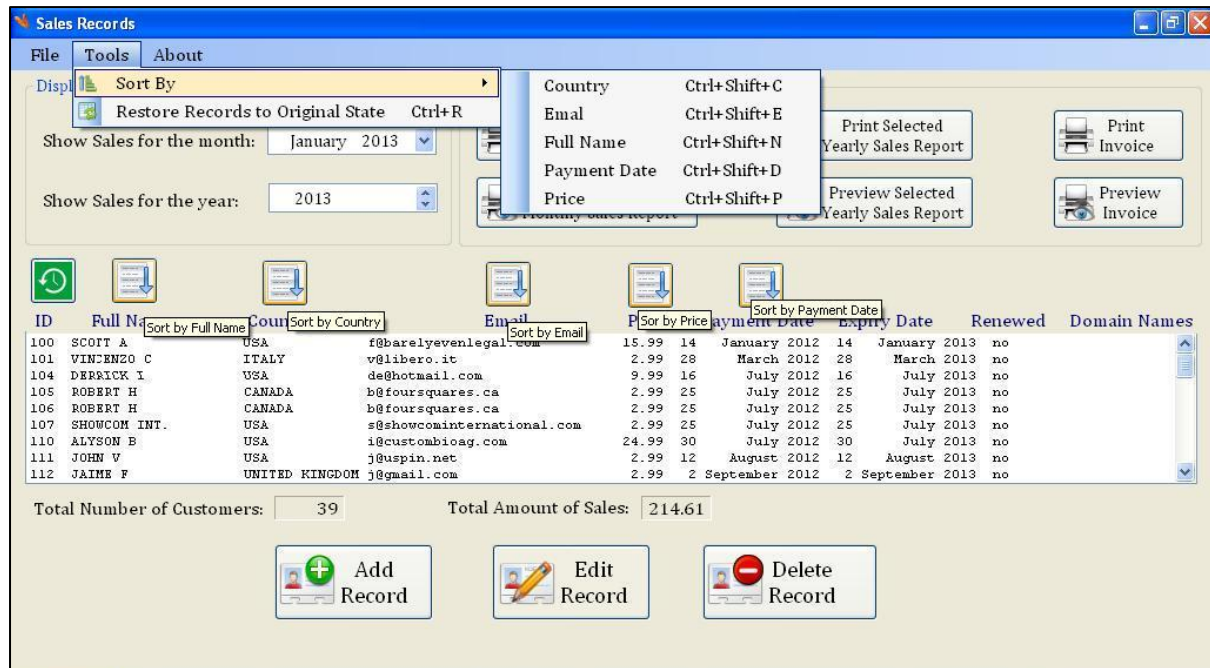 Sales Records
File Tools About
Displ
Sort By
Restore Records to Original State Ctrl+R
Country Ctrl+Shift+C
Emal Ctrl+Shift+E
Full Name Ctrl+Shift+N
Payment Date Ctrl+Shift+D
Price Ctrl+Shift+P
Show Sales for the month: January 2013
Show Sales for the year: 2013
Print Selected
Yearly Sales Report
Print
Invoice
Monthly Sales Report
Preview Selected
Yearly Sales Report
Preview
Invoice
Sort by Full Name
Sort by Country
Sort by Email
Sor by Price
Sort by Payment Date
ID Full Na Coun Email P ayment Date Expiry Date Renewed Domain Names
100 SCOTT A USA f@barelyevenlegal.com 15.99 14 January 2012 14 January 2013 no
101 VINCENZO C ITALY v@libero.it 2.99 28 March 2012 28 March 2013 no
104 DERRICK I USA de@hotmail.com 9.99 16 July 2012 16 July 2013 no
105 ROBERT H CANADA b@foursquares.ca 2.99 25 July 2012 25 July 2013 no
106 ROBERT H CANADA b@foursquares.ca 2.99 25 July 2012 25 July 2013 no
107 SHOWCOM INT. USA s@showcominternational.com 2.99 25 July 2012 25 July 2013 no
110 ALYSON B USA i@custombioag.com 24.99 30 July 2012 30 July 2013 no
111 JOHN V USA j@uspin.net 2.99 12 August 2012 12 August 2013 no
112 JAIME F UNITED KINGDOM j@gmail.com 2.99 2 September 2012 2 September 2013 no
Total Number of Customers: 39
Total Amount of Sales: 214.61
Add
Record
Edit
Record
Delete
Record